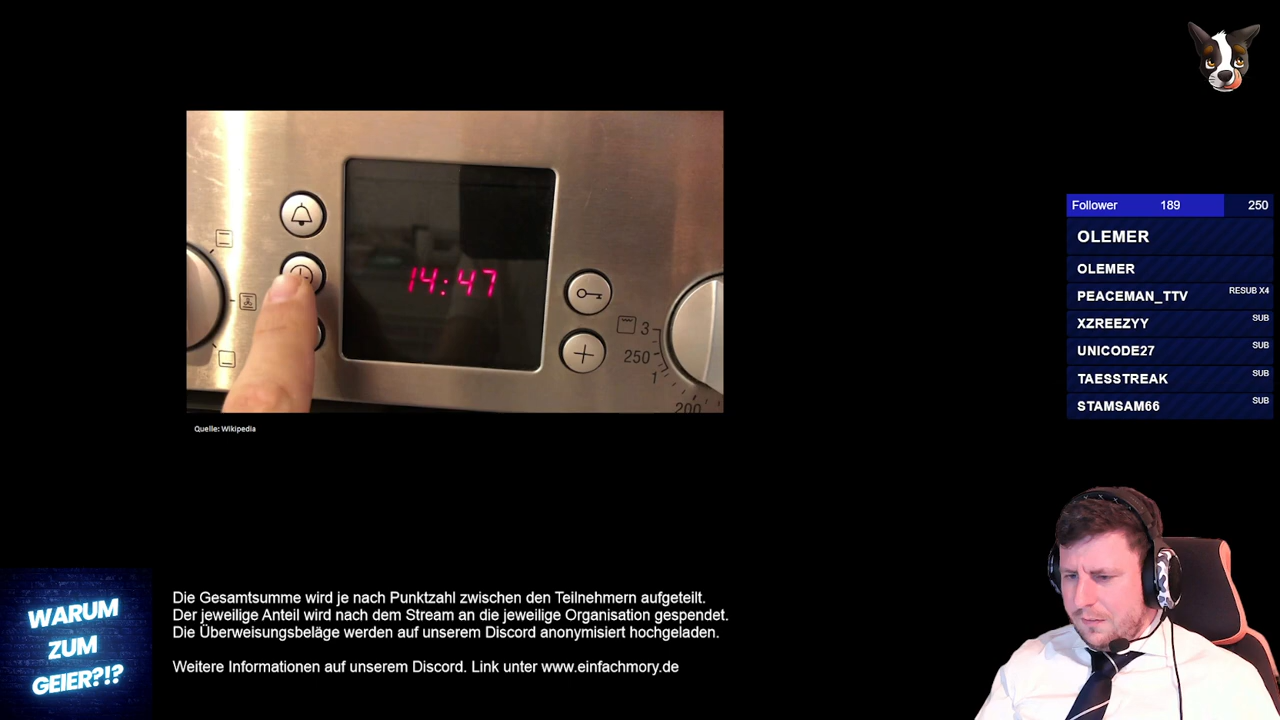 14:47
3
250
1
200
Quelle: Wikipedia
Follower 189 250
OLEMER
OLEMER
PEACEMAN_TTV RESUB X4
XZREEZYY SUB
UNICODE27 SUB
TAESSTREAK SUB
STAMSAM66 SUB
WARUM
ZUM
GEIER?!?
Die Gesamtsumme wird je nach Punktzahl zwischen den Teilnehmern aufgeteilt.
Der jeweilige Anteil wird nach dem Stream an die jeweilige Organisation gespendet.
Die Überweisungsbeläge werden auf unserem Discord anonymisiert hochgeladen.
Weitere Informationen auf unserem Discord. Link unter www.einfachmory.de